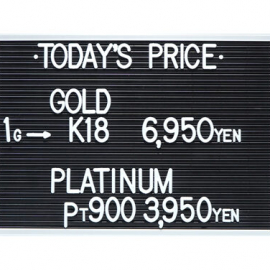 ·TODAY'S PRICE·
GOLD
1G→ K18 6,950YEN
PLATINUM
PT900 3,950YEN